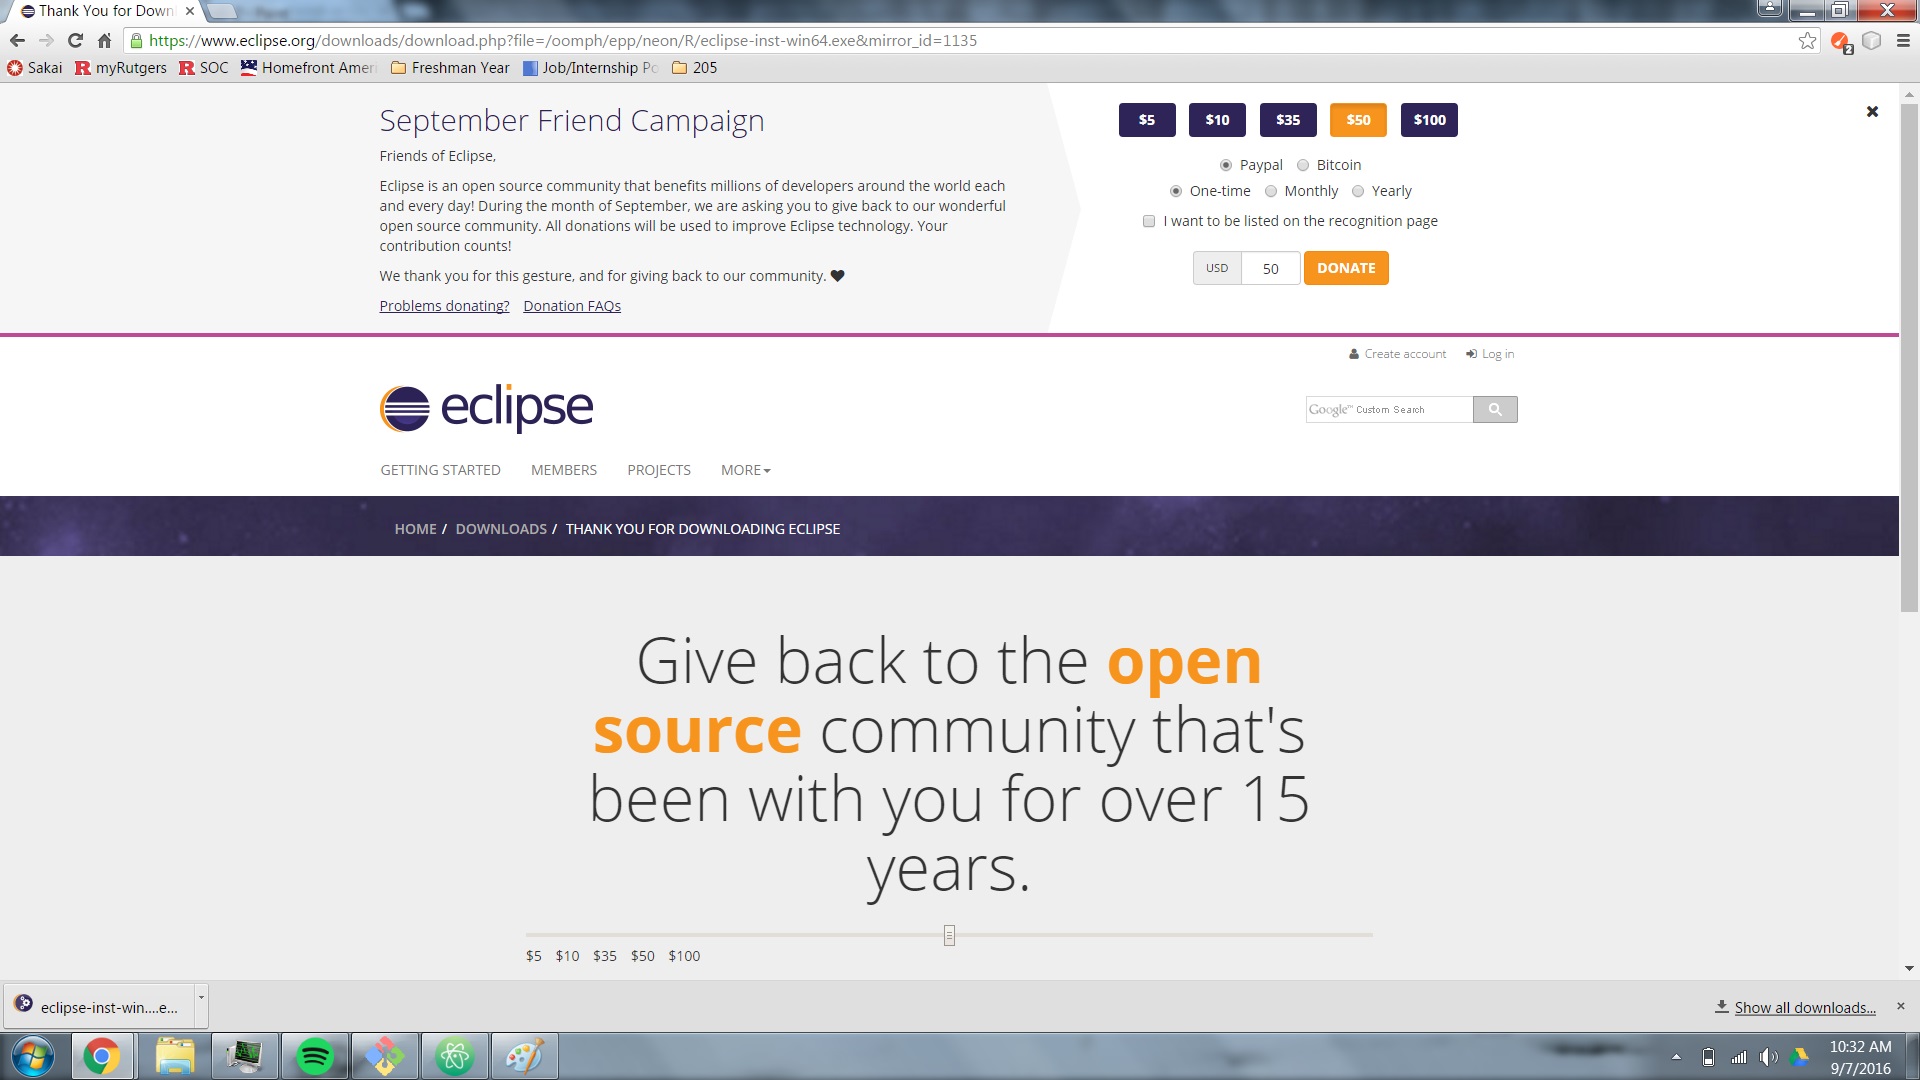 Thank You for Down
https://www.eclipse.org/downloads/download.php?file=/oomph/epp/neon/R/eclipse-inst-win64.exe&mirror_id=1135
2
Sakai myRutgers SOC Homefront Amer Freshman Year Job/Internship Po 205
September Friend Campaign
Friends of Eclipse,
Eclipse is an open source community that benefits millions of developers around the world each
and every day! During the month of September, we are asking you to give back to our wonderful
open source community. All donations will be used to improve Eclipse technology. Your
contribution counts!
We thank you for this gesture, and for giving back to our community.
Problems donating? Donation FAQs
$5 $10 $35 $50 $100
Paypal Bitcoin
One-time Monthly Yearly
I want to be listed on the recognition page
USD 50 DONATE
Create account Log in
eclipse
Google™ Custom Search
GETTING STARTED MEMBERS PROJECTS MORE
HOME / DOWNLOADS / THANK YOU FOR DOWNLOADING ECLIPSE
Give back to the open
source community that's
been with you for over 15
years.
$5 $10 $35 $50 $100
eclipse-inst-win....e...
Show all downloads...
10:32 AM
9/7/2016